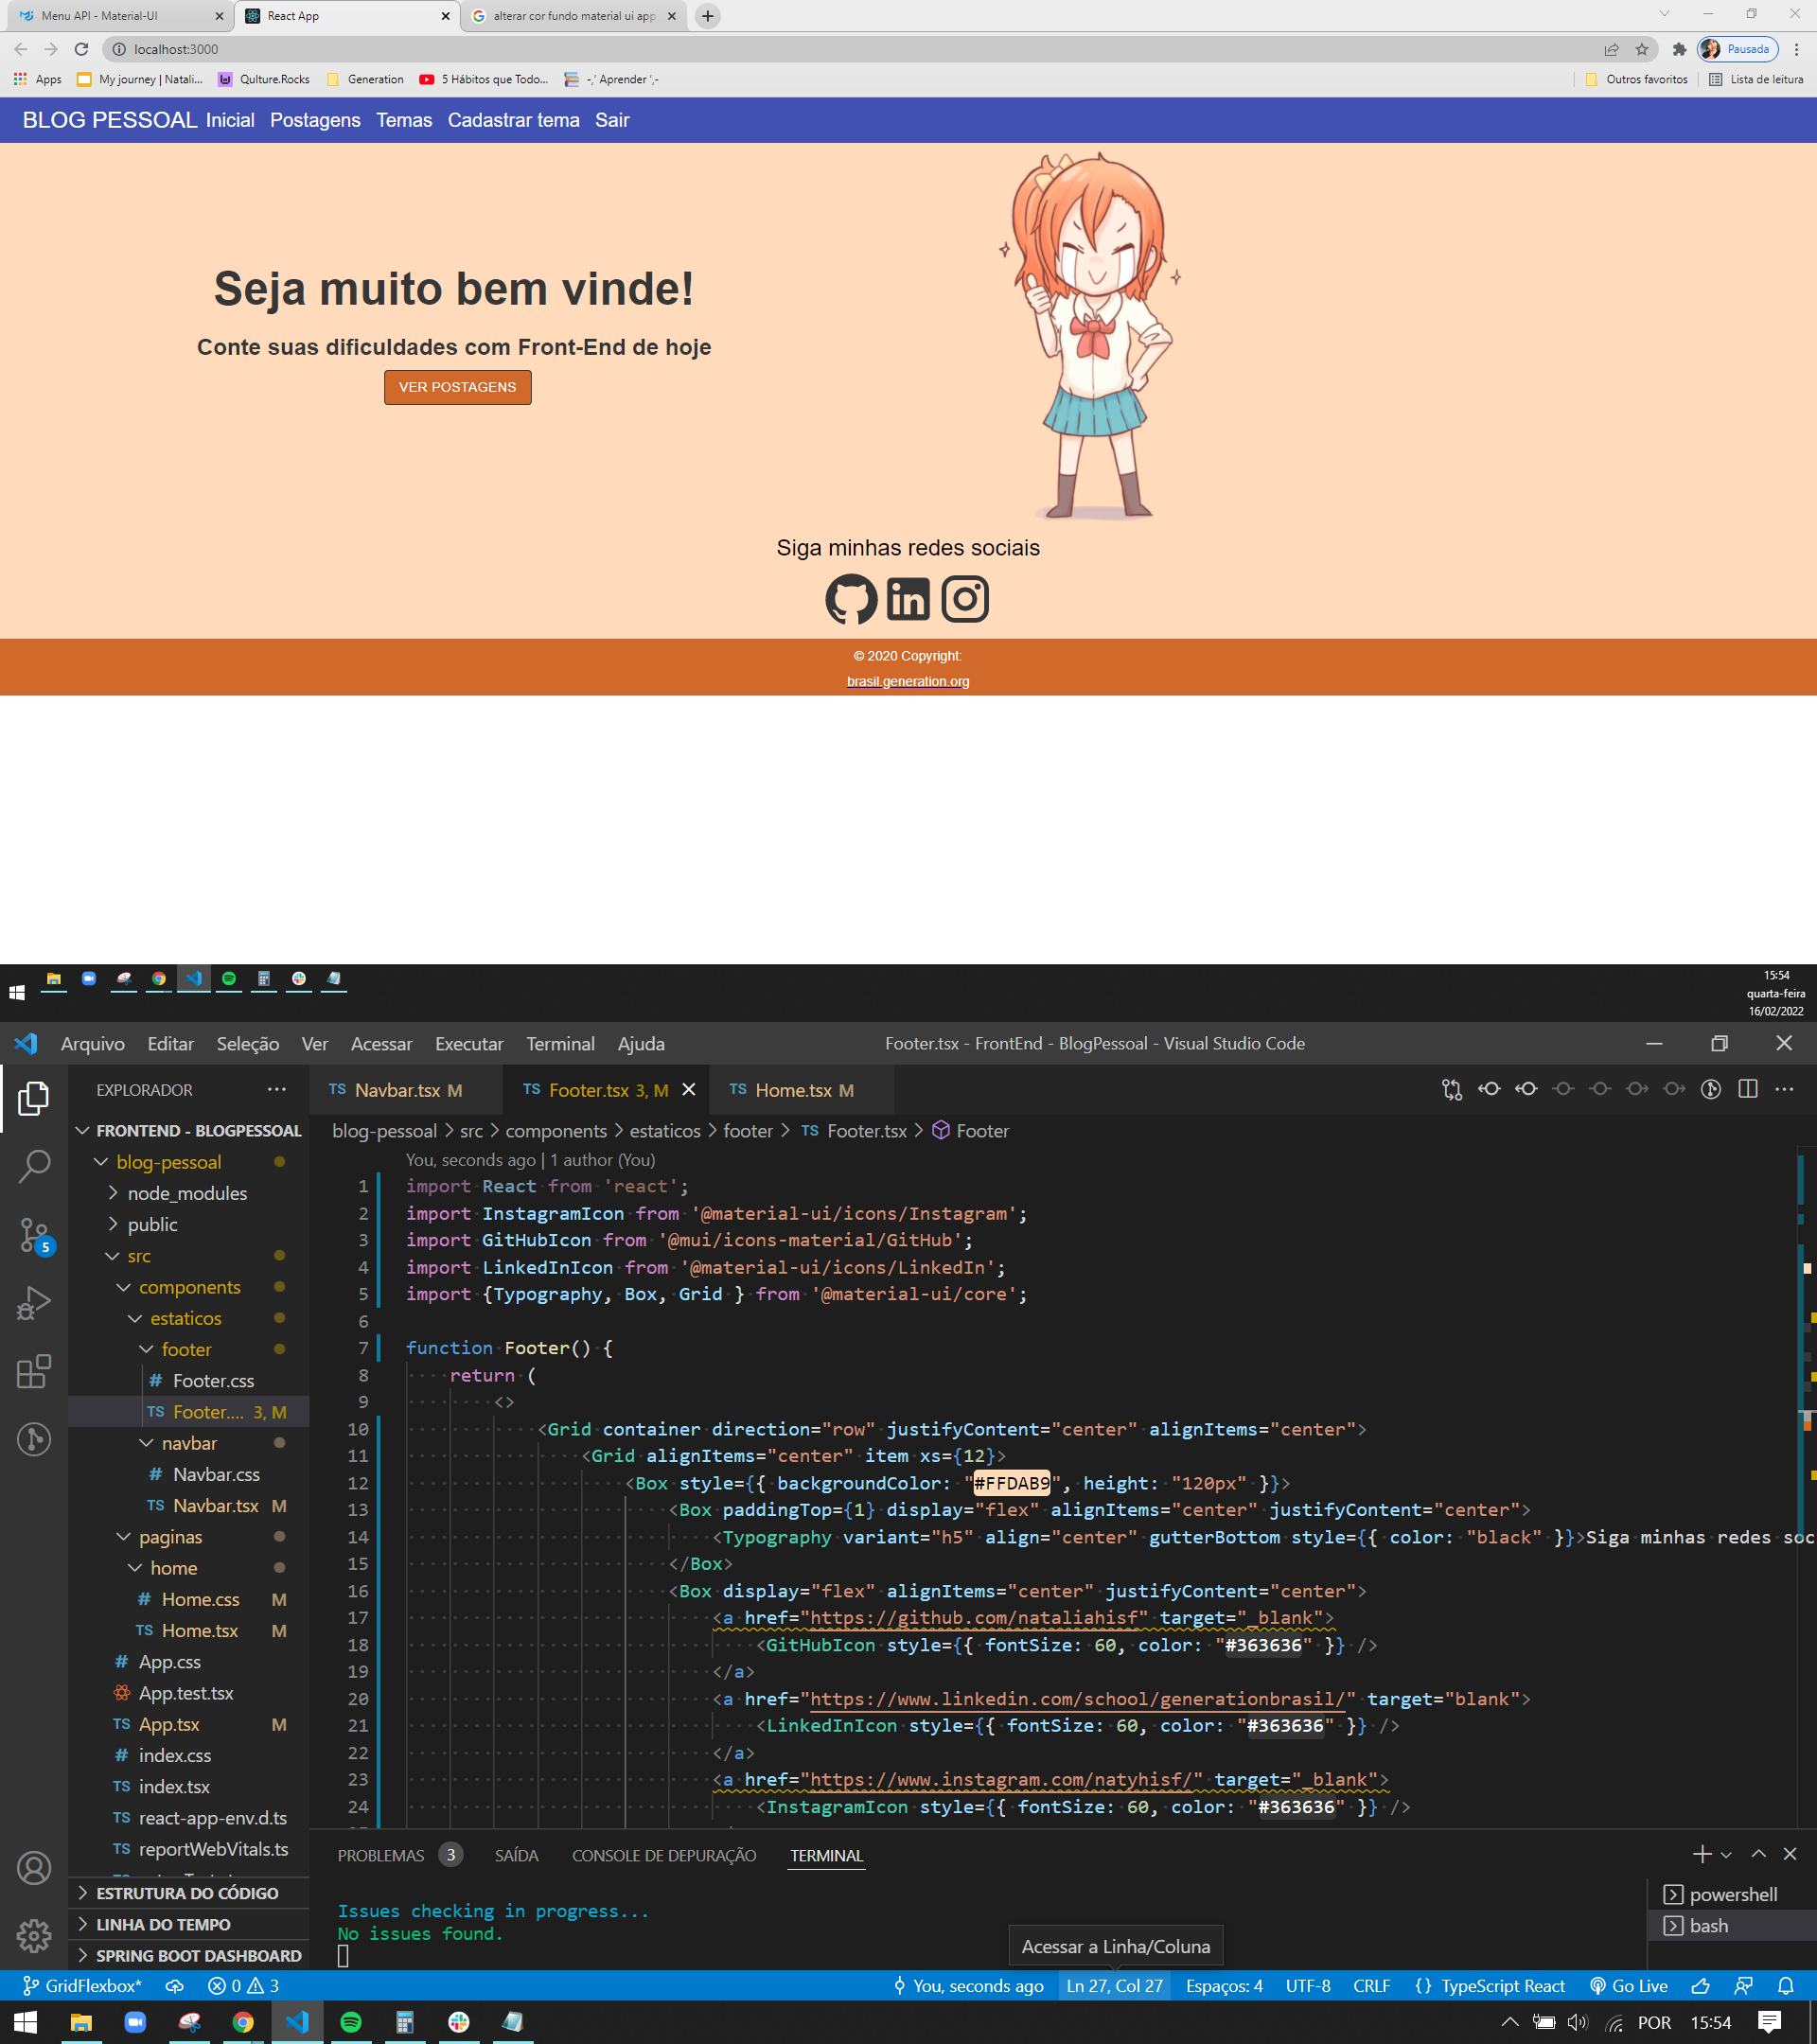 Menu API - Material-UI
React App
alterar cor fundo material ui app
localhost:3000
Pausada
Apps
My journey | Natali...
Qulture.Rocks
Generation
5 Hábitos que Todo...
-,' Aprender ',-
Outros favoritos
Lista de leitura
BLOG PESSOAL Inicial Postagens Temas Cadastrar tema Sair
Seja muito bem vinde!
Conte suas dificuldades com Front-End de hoje
VER POSTAGENS
Siga minhas redes sociais
© 2020 Copyright:
brasil.generation.org
15:54
quarta-feira
16/02/2022
Arquivo Editar Seleção Ver Acessar Executar Terminal Ajuda
Footer.tsx - FrontEnd - BlogPessoal - Visual Studio Code
EXPLORADOR
TS Navbar.tsx M
TS Footer.tsx 3, M
TS Home.tsx M
FRONTEND - BLOGPESSOAL
blog-pessoal
node_modules
public
src
components
estaticos
footer
# Footer.css
TS Footer.... 3, M
navbar
# Navbar.css
TS Navbar.tsx M
paginas
home
# Home.css M
TS Home.tsx M
# App.css
App.test.tsx
TS App.tsx M
# index.css
TS index.tsx
TS react-app-env.d.ts
TS reportWebVitals.ts
ESTRUTURA DO CÓDIGO
LINHA DO TEMPO
SPRING BOOT DASHBOARD
5
blog-pessoal > src > components > estaticos > footer > TS Footer.tsx > Footer
You, seconds ago | 1 author (You)
1 import React from 'react';
2 import InstagramIcon from '@material-ui/icons/Instagram';
3 import GitHubIcon from '@mui/icons-material/GitHub';
4 import LinkedInIcon from '@material-ui/icons/LinkedIn';
5 import {Typography, Box, Grid } from '@material-ui/core';
6
7 function Footer() {
8 return (
9 <>
10 <Grid container direction="row" justifyContent="center" alignItems="center">
11 <Grid alignItems="center" item xs={12}>
12 <Box style={{ backgroundColor: "#FFDAB9", height: "120px" }}>
13 <Box paddingTop={1} display="flex" alignItems="center" justifyContent="center">
14 <Typography variant="h5" align="center" gutterBottom style={{ color: "black" }}>Siga minhas redes soc
15 </Box>
16 <Box display="flex" alignItems="center" justifyContent="center">
17 <a href="https://github.com/nataliahisf" target="_blank">
18 <GitHubIcon style={{ fontSize: 60, color: "#363636" }} />
19 </a>
20 <a href="https://www.linkedin.com/school/generationbrasil/" target="blank">
21 <LinkedInIcon style={{ fontSize: 60, color: "#363636" }} />
22 </a>
23 <a href="https://www.instagram.com/natyhisf/" target="_blank">
24 <InstagramIcon style={{ fontSize: 60, color: "#363636" }} />
PROBLEMAS 3 SAÍDA CONSOLE DE DEPURAÇÃO TERMINAL
Issues checking in progress...
No issues found.
powershell
bash
Acessar a Linha/Coluna
GridFlexbox* 0 3
You, seconds ago Ln 27, Col 27 Espaços: 4 UTF-8 CRLF {} TypeScript React Go Live
POR 15:54